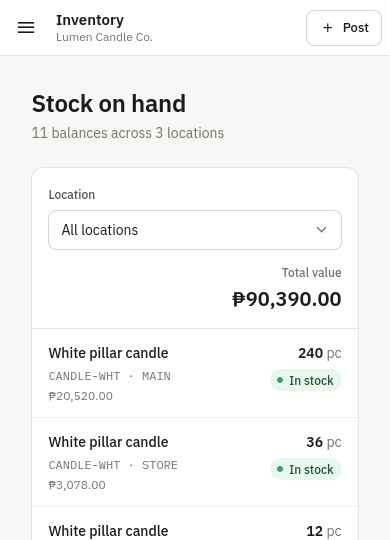 Inventory
Lumen Candle Co.
+ Post
Stock on hand
11 balances across 3 locations
Location
All locations
Total value
₱90,390.00
White pillar candle
240 pc
CANDLE-WHT · MAIN
In stock
₱20,520.00
White pillar candle
36 pc
CANDLE-WHT · STORE
In stock
₱3,078.00
White pillar candle
12 pc